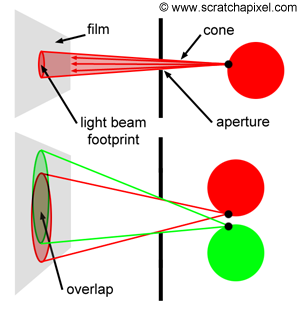 © www.scratchapixel.com
film
cone
light beam
footprint
aperture
overlap